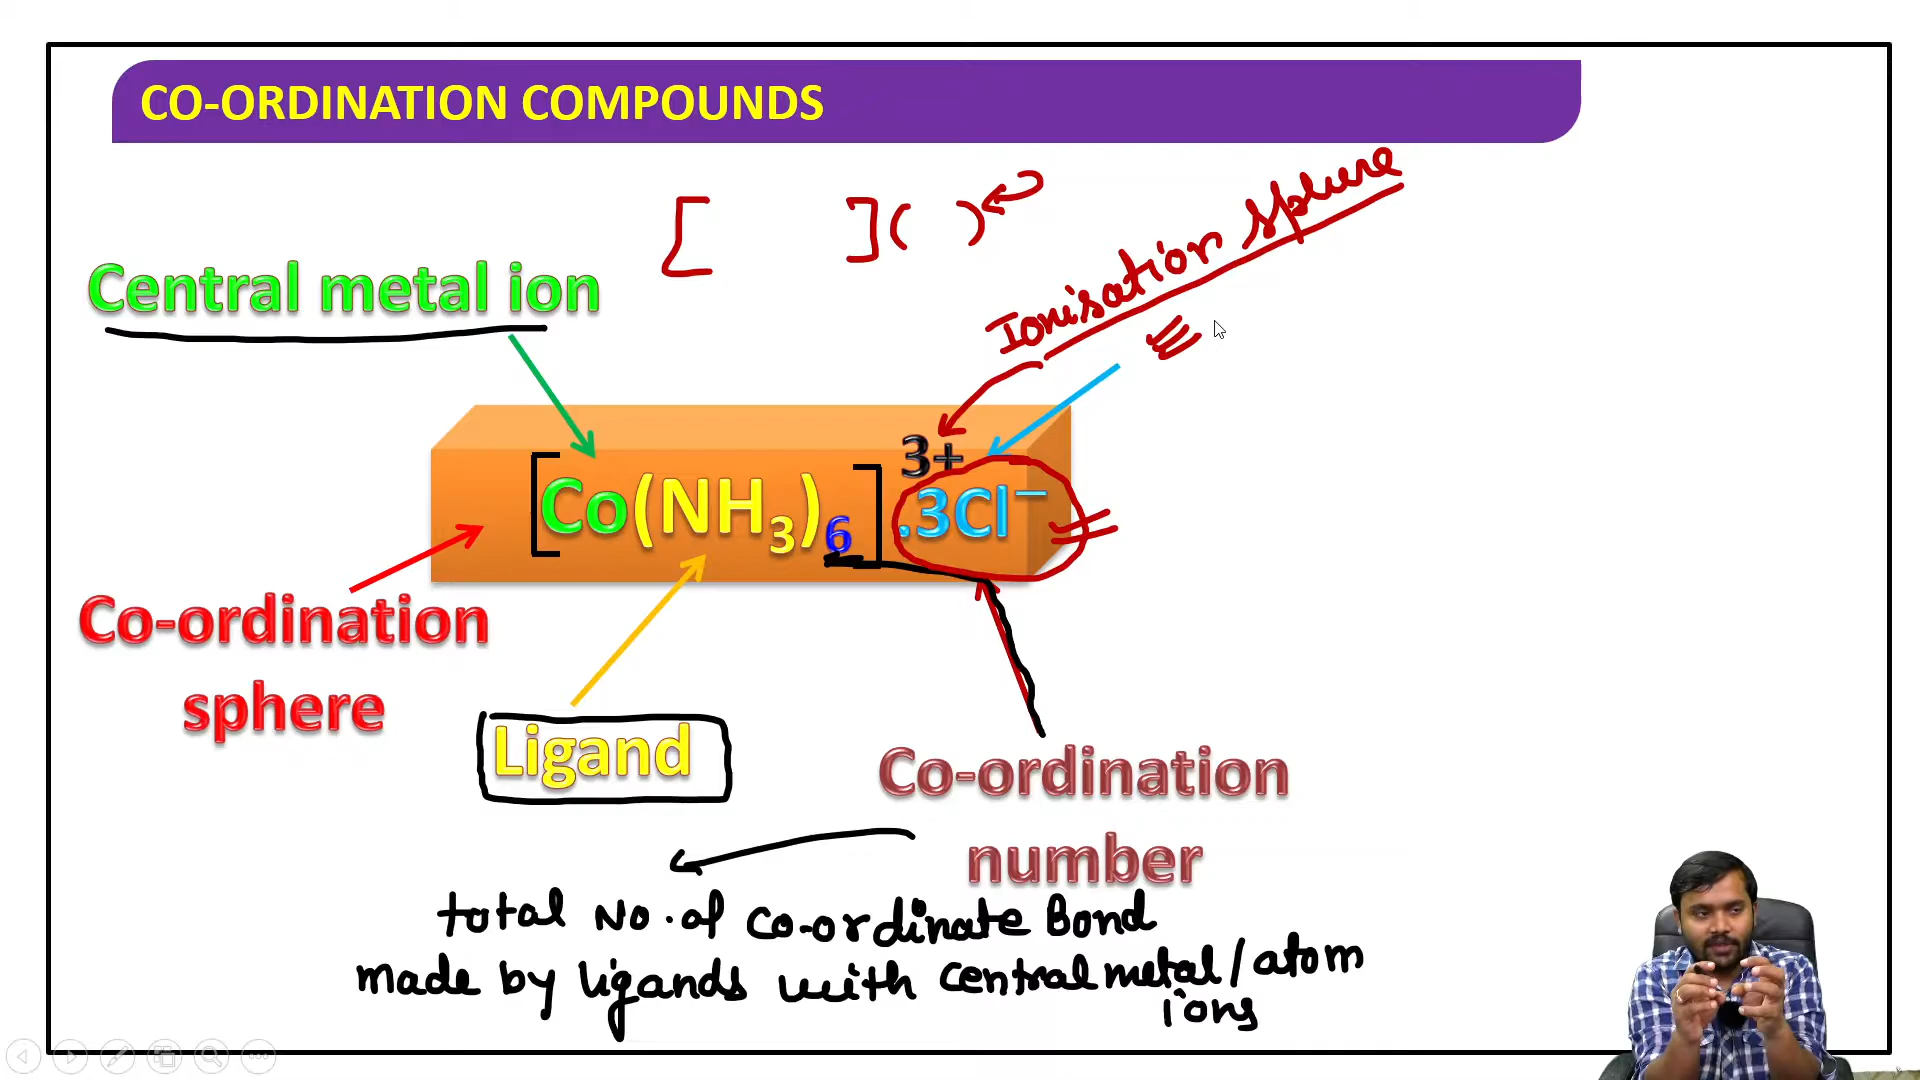 CO-ORDINATION COMPOUNDS
[ ]( )
Ionisation Sphere
Central metal ion
[Co(NH₃)₆]³⁺.3Cl⁻
Co-ordination
sphere
Ligand
Co-ordination
number
total No. of Co-ordinate Bond
made by ligands with central metal/atom
ions